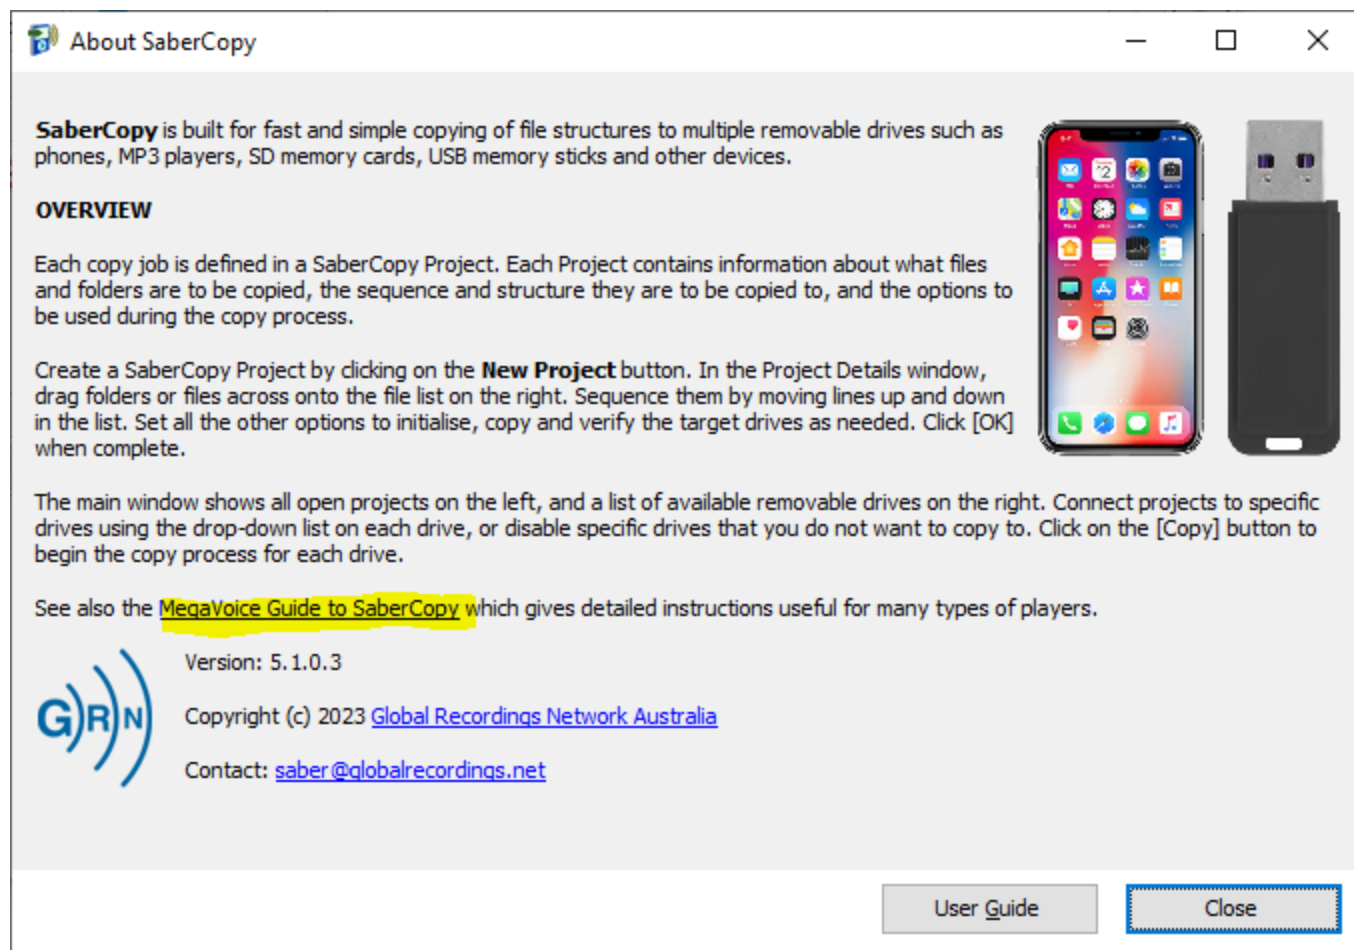 About SaberCopy
SaberCopy is built for fast and simple copying of file structures to multiple removable drives such as
phones, MP3 players, SD memory cards, USB memory sticks and other devices.
OVERVIEW
Each copy job is defined in a SaberCopy Project. Each Project contains information about what files
and folders are to be copied, the sequence and structure they are to be copied to, and the options to
be used during the copy process.
Create a SaberCopy Project by clicking on the New Project button. In the Project Details window,
drag folders or files across onto the file list on the right. Sequence them by moving lines up and down
in the list. Set all the other options to initialise, copy and verify the target drives as needed. Click [OK]
when complete.
The main window shows all open projects on the left, and a list of available removable drives on the right. Connect projects to specific
drives using the drop-down list on each drive, or disable specific drives that you do not want to copy to. Click on the [Copy] button to
begin the copy process for each drive.
See also the MegaVoice Guide to SaberCopy which gives detailed instructions useful for many types of players.
GRN
Version: 5.1.0.3
Copyright (c) 2023 Global Recordings Network Australia
Contact: saber@globalrecordings.net
User Guide
Close